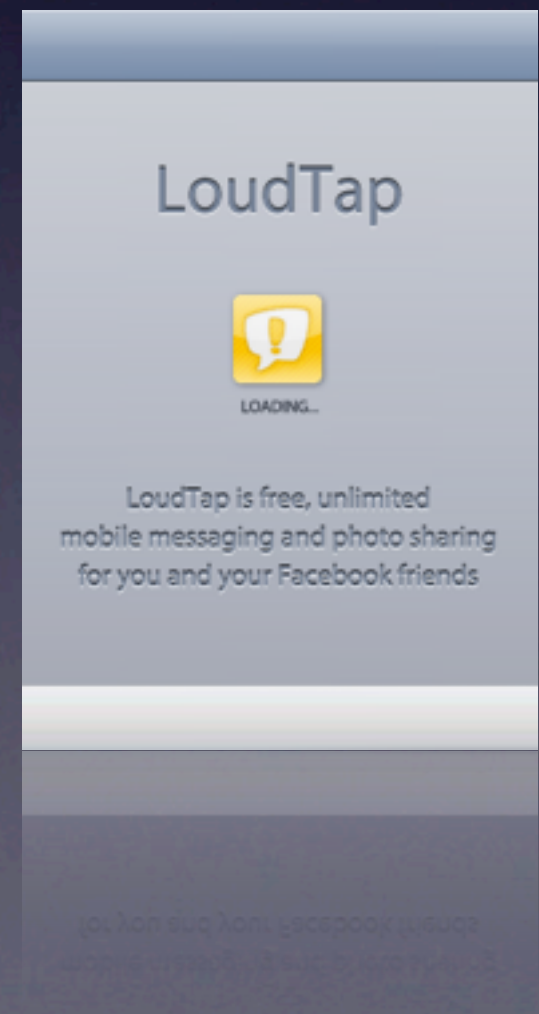 LoudTap
LOADING...
LoudTap is free, unlimited
mobile messaging and photo sharing
for you and your Facebook friends